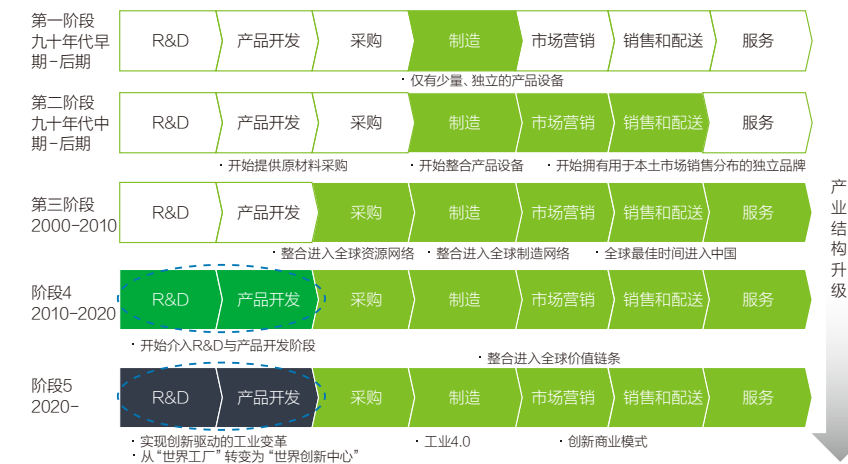 第一阶段
九十年代早
期-后期
R&D 产品开发 采购 制造 市场营销 销售和配送 服务
· 仅有少量、独立的产品设备
第二阶段
九十年代中
期-后期
R&D 产品开发 采购 制造 市场营销 销售和配送 服务
· 开始提供原材料采购 · 开始整合产品设备 · 开始拥有用于本土市场销售分布的独立品牌
第三阶段
2000-2010
R&D 产品开发 采购 制造 市场营销 销售和配送 服务
· 整合进入全球资源网络 · 整合进入全球制造网络 · 全球最佳时间进入中国
阶段4
2010-2020
R&D 产品开发 采购 制造 市场营销 销售和配送 服务
· 开始介入R&D与产品开发阶段
· 整合进入全球价值链条
阶段5
2020-
R&D 产品开发 采购 制造 市场营销 销售和配送 服务
· 实现创新驱动的工业变革 · 工业4.0 · 创新商业模式
· 从“世界工厂”转变为“世界创新中心”
产业结构升级